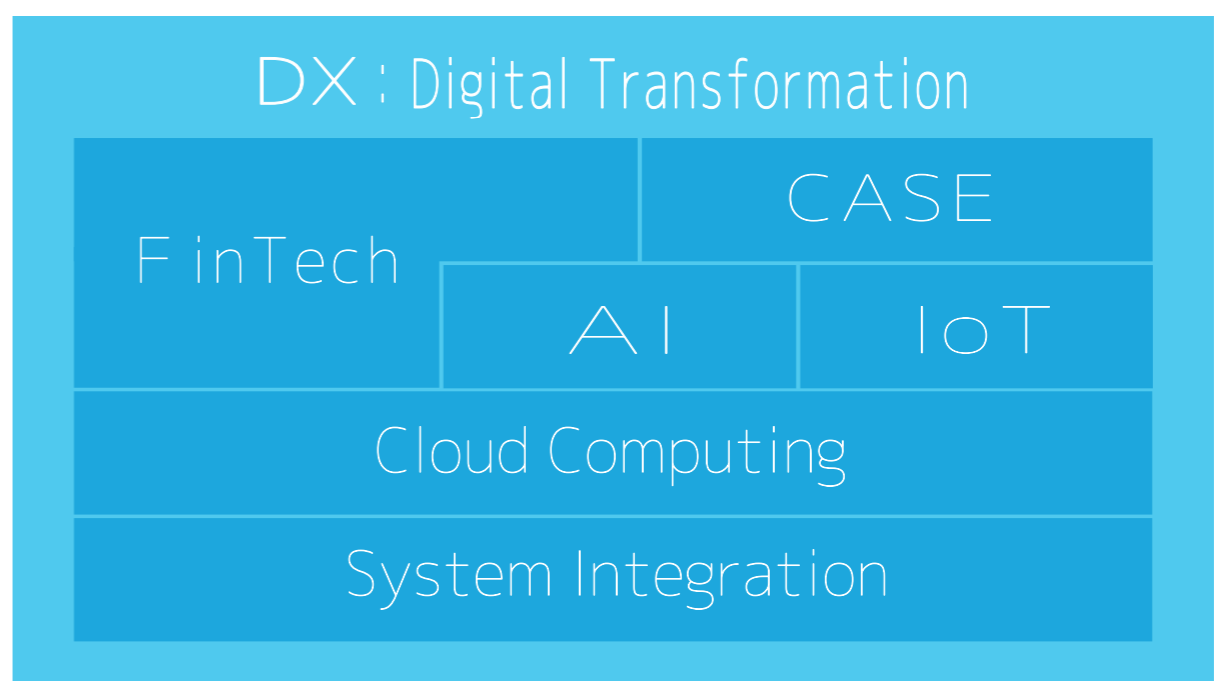 DX : Digital Transformation
CASE
FinTech
AI
IoT
Cloud Computing
System Integration